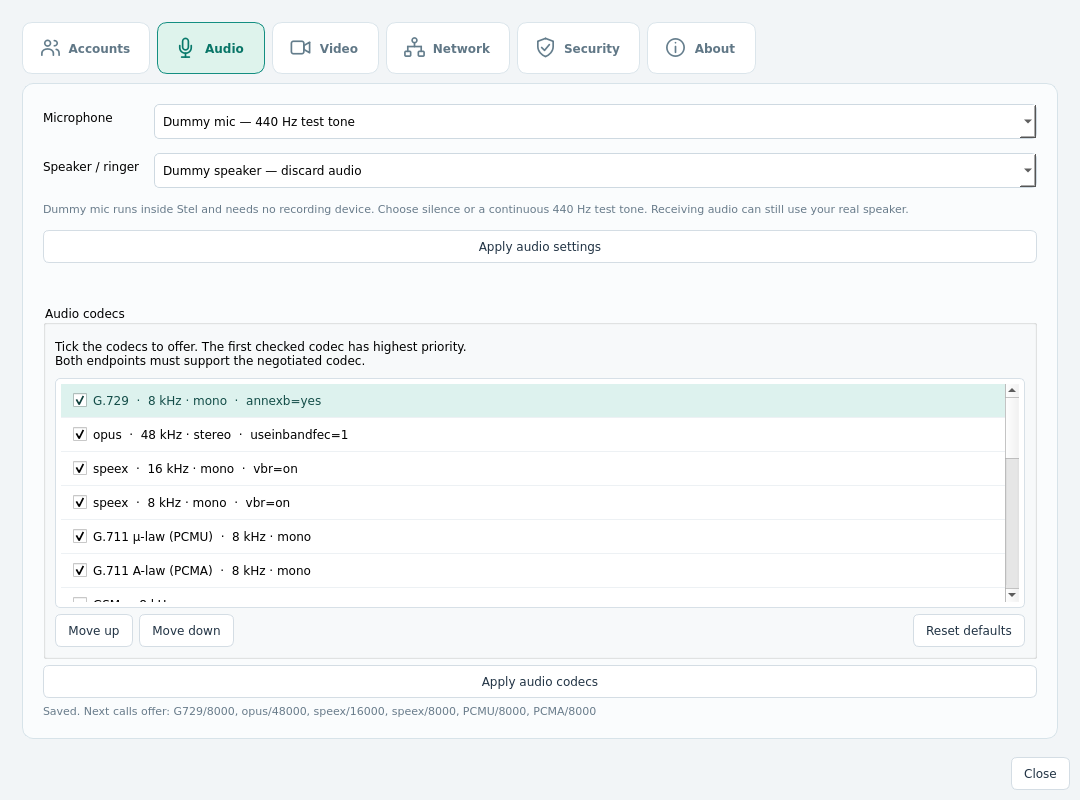 Accounts
Audio
Video
Network
Security
About
Microphone
Dummy mic — 440 Hz test tone
Speaker / ringer
Dummy speaker — discard audio
Dummy mic runs inside Stel and needs no recording device. Choose silence or a continuous 440 Hz test tone. Receiving audio can still use your real speaker.
Apply audio settings
Audio codecs
Tick the codecs to offer. The first checked codec has highest priority.
Both endpoints must support the negotiated codec.
G.729 · 8 kHz · mono · annexb=yes
opus · 48 kHz · stereo · useinbandfec=1
speex · 16 kHz · mono · vbr=on
speex · 8 kHz · mono · vbr=on
G.711 µ-law (PCMU) · 8 kHz · mono
G.711 A-law (PCMA) · 8 kHz · mono
Move up
Move down
Reset defaults
Apply audio codecs
Saved. Next calls offer: G729/8000, opus/48000, speex/16000, speex/8000, PCMU/8000, PCMA/8000
Close